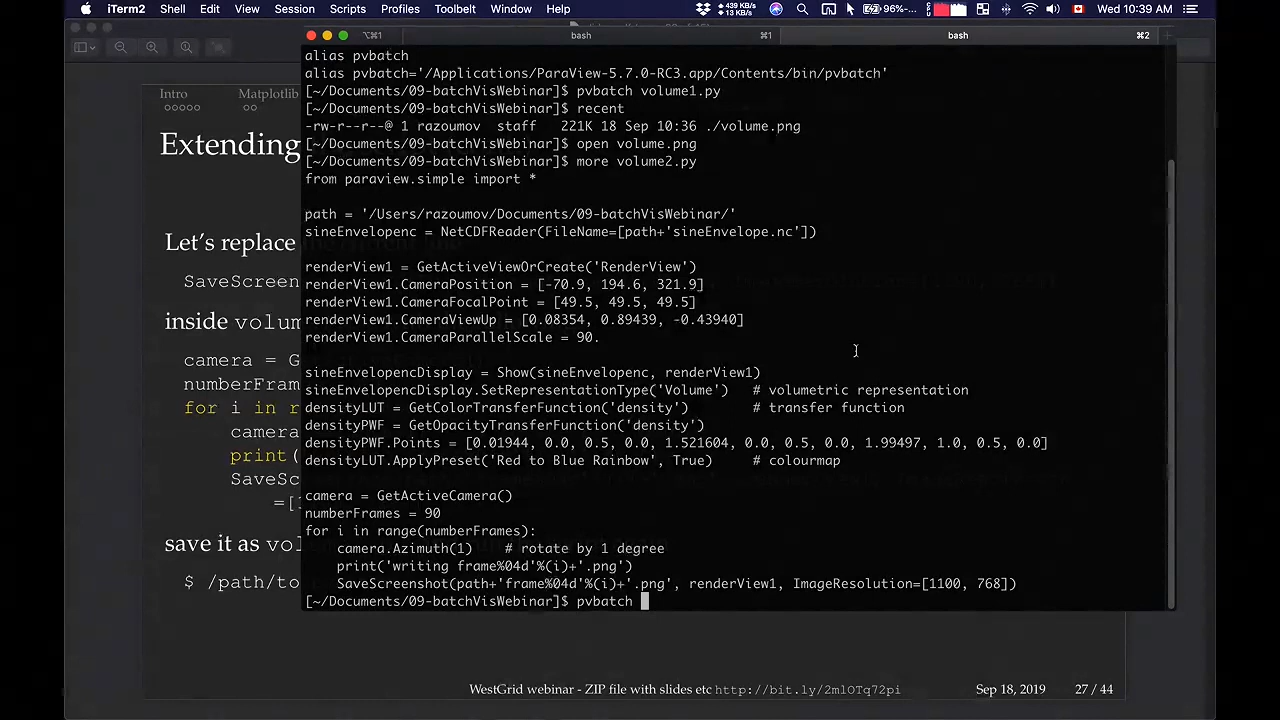 iTerm2 Shell Edit View Session Scripts Profiles Toolbelt Window Help 439 KB/s 13 KB/s 96% Wed 10:39 AM
⌥⌘1 bash ⌘1 bash ⌘2
alias pvbatch
alias pvbatch='/Applications/ParaView-5.7.0-RC3.app/Contents/bin/pvbatch'
[~/Documents/09-batchVisWebinar]$ pvbatch volume1.py
[~/Documents/09-batchVisWebinar]$ recent
-rw-r--r--@ 1 razoumov staff 221K 18 Sep 10:36 ./volume.png
[~/Documents/09-batchVisWebinar]$ open volume.png
[~/Documents/09-batchVisWebinar]$ more volume2.py
from paraview.simple import *
path = '/Users/razoumov/Documents/09-batchVisWebinar/'
sineEnvelopenc = NetCDFReader(FileName=[path+'sineEnvelope.nc'])
renderView1 = GetActiveViewOrCreate('RenderView')
renderView1.CameraPosition = [-70.9, 194.6, 321.9]
renderView1.CameraFocalPoint = [49.5, 49.5, 49.5]
renderView1.CameraViewUp = [0.08354, 0.89439, -0.43940]
renderView1.CameraParallelScale = 90.
sineEnvelopencDisplay = Show(sineEnvelopenc, renderView1)
sineEnvelopencDisplay.SetRepresentationType('Volume') # volumetric representation
densityLUT = GetColorTransferFunction('density') # transfer function
densityPWF = GetOpacityTransferFunction('density')
densityPWF.Points = [0.01944, 0.0, 0.5, 0.0, 1.521604, 0.0, 0.5, 0.0, 1.99497, 1.0, 0.5, 0.0]
densityLUT.ApplyPreset('Red to Blue Rainbow', True) # colourmap
camera = GetActiveCamera()
numberFrames = 90
for i in range(numberFrames):
camera.Azimuth(1) # rotate by 1 degree
print('writing frame%04d'%(i)+'.png')
SaveScreenshot(path+'frame%04d'%(i)+'.png', renderView1, ImageResolution=[1100, 768])
[~/Documents/09-batchVisWebinar]$ pvbatch
Intro Matplotlib
Extending
Let's replace
SaveScreen
inside volum
camera = G
numberFram
for i in r
camera
print(
SaveSc
=[1
save it as vol
$ /path/to
WestGrid webinar - ZIP file with slides etc http://bit.ly/2mlOTq72pi Sep 18, 2019 27 / 44